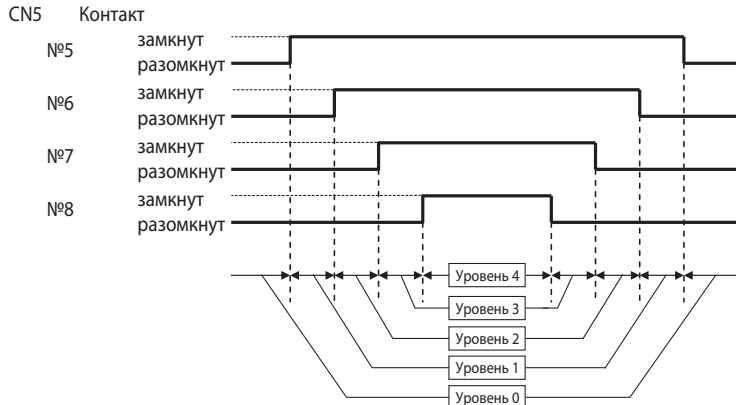 CN5 Контакт
№5
замкнут
разомкнут
№6
замкнут
разомкнут
№7
замкнут
разомкнут
№8
замкнут
разомкнут
Уровень 4
Уровень 3
Уровень 2
Уровень 1
Уровень 0